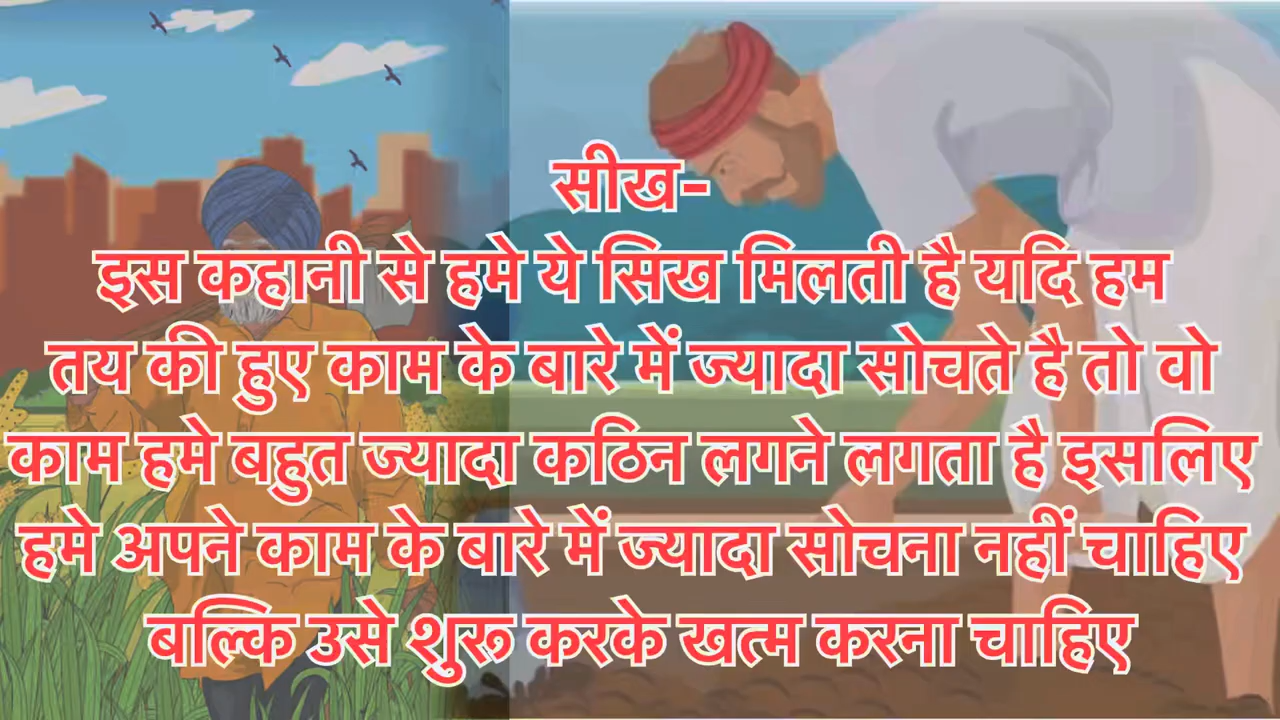 सीख-
इस कहानी से हमे ये सिख मिलती है यदि हम
तय की हुए काम के बारे में ज्यादा सोचते है तो वो
काम हमे बहुत ज्यादा कठिन लगने लगता है इसलिए
हमे अपने काम के बारे में ज्यादा सोचना नहीं चाहिए
बल्कि उसे शुरू करके खत्म करना चाहिए